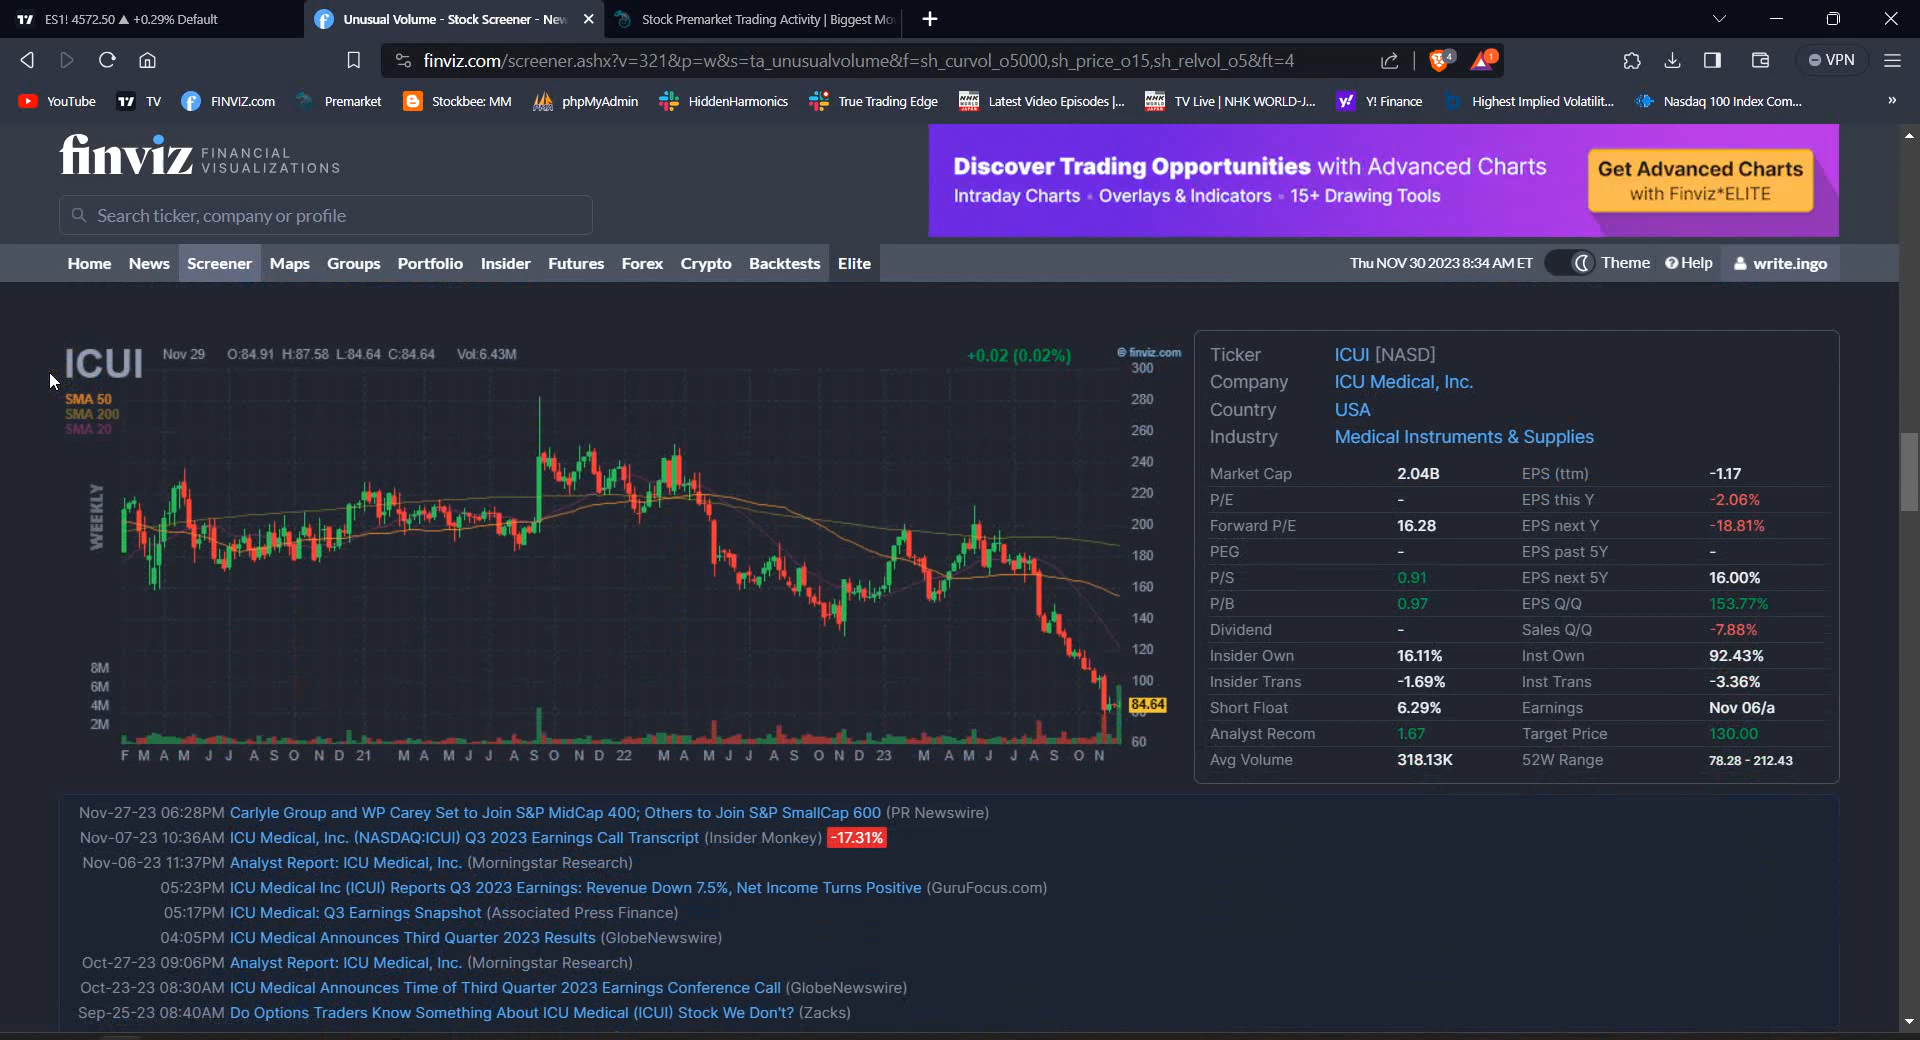 ES1! 4572.50 ▲ +0.29% Default
Unusual Volume - Stock Screener - New
Stock Premarket Trading Activity | Biggest Mo
finviz.com/screener.ashx?v=321&p=w&s=ta_unusualvolume&f=sh_curvol_o5000,sh_price_o15,sh_relvol_o5&ft=4
4
1
VPN
YouTube TV FINVIZ.com Premarket Stockbee: MM phpMyAdmin HiddenHarmonics True Trading Edge Latest Video Episodes |... TV Live | NHK WORLD-J... Y! Finance Highest Implied Volatilit... Nasdaq 100 Index Com... »
finviz FINANCIAL
VISUALIZATIONS
Discover Trading Opportunities with Advanced Charts
Intraday Charts • Overlays & Indicators • 15+ Drawing Tools
Get Advanced Charts
with Finviz*ELITE
Search ticker, company or profile
Home News Screener Maps Groups Portfolio Insider Futures Forex Crypto Backtests Elite
Thu NOV 30 2023 8:34 AM ET Theme Help write.ingo
ICUI Nov 29 O:84.91 H:87.58 L:84.64 C:84.64 Vol:6.43M +0.02 (0.02%) © finviz.com
SMA 50
SMA 200
SMA 20
WEEKLY
300
280
260
240
220
200
180
160
140
120
100
84.64
80
60
8M
6M
4M
2M
F M A M J J A S O N D 21 M A M J J A S O N D 22 M A M J J A S O N D 23 M A M J J A S O N
Ticker ICUI [NASD]
Company ICU Medical, Inc.
Country USA
Industry Medical Instruments & Supplies
Market Cap 2.04B EPS (ttm) -1.17
P/E - EPS this Y -2.06%
Forward P/E 16.28 EPS next Y -18.81%
PEG - EPS past 5Y -
P/S 0.91 EPS next 5Y 16.00%
P/B 0.97 EPS Q/Q 153.77%
Dividend - Sales Q/Q -7.88%
Insider Own 16.11% Inst Own 92.43%
Insider Trans -1.69% Inst Trans -3.36%
Short Float 6.29% Earnings Nov 06/a
Analyst Recom 1.67 Target Price 130.00
Avg Volume 318.13K 52W Range 78.28 - 212.43
Nov-27-23 06:28PM Carlyle Group and WP Carey Set to Join S&P MidCap 400; Others to Join S&P SmallCap 600 (PR Newswire)
Nov-07-23 10:36AM ICU Medical, Inc. (NASDAQ:ICUI) Q3 2023 Earnings Call Transcript (Insider Monkey) -17.31%
Nov-06-23 11:37PM Analyst Report: ICU Medical, Inc. (Morningstar Research)
05:23PM ICU Medical Inc (ICUI) Reports Q3 2023 Earnings: Revenue Down 7.5%, Net Income Turns Positive (GuruFocus.com)
05:17PM ICU Medical: Q3 Earnings Snapshot (Associated Press Finance)
04:05PM ICU Medical Announces Third Quarter 2023 Results (GlobeNewswire)
Oct-27-23 09:06PM Analyst Report: ICU Medical, Inc. (Morningstar Research)
Oct-23-23 08:30AM ICU Medical Announces Time of Third Quarter 2023 Earnings Conference Call (GlobeNewswire)
Sep-25-23 08:40AM Do Options Traders Know Something About ICU Medical (ICUI) Stock We Don't? (Zacks)